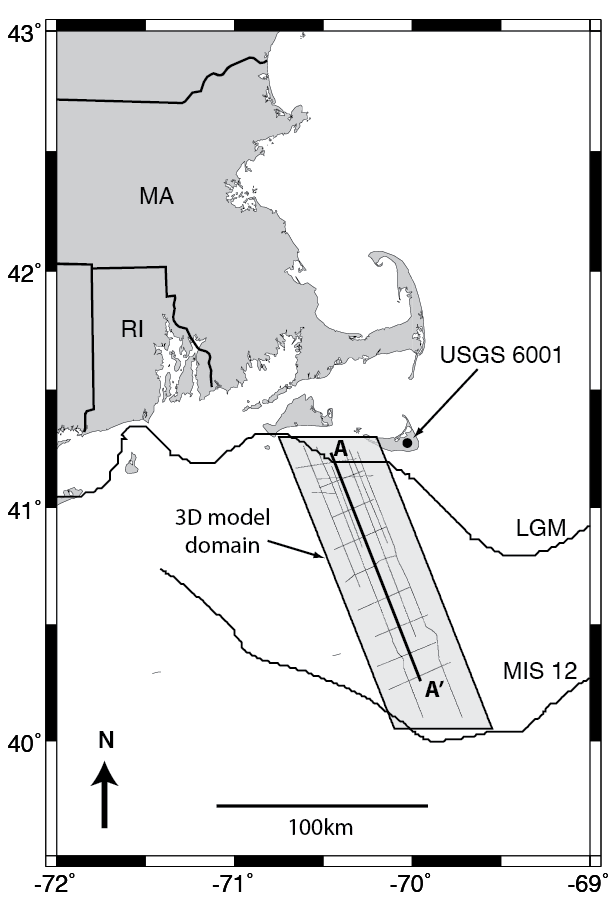 43°
MA
42°
RI
USGS 6001
A
41°
3D model
domain
LGM
MIS 12
A′
N
40°
100km
-72
-71
-70
-69°